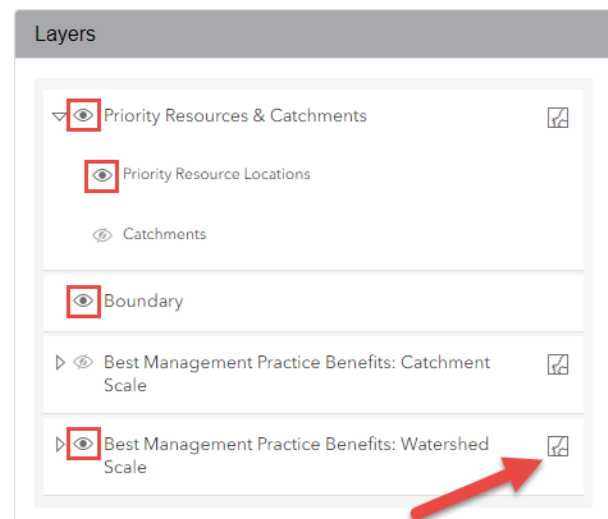 Layers
Priority Resources & Catchments
Priority Resource Locations
Catchments
Boundary
Best Management Practice Benefits: Catchment
Scale
Best Management Practice Benefits: Watershed
Scale